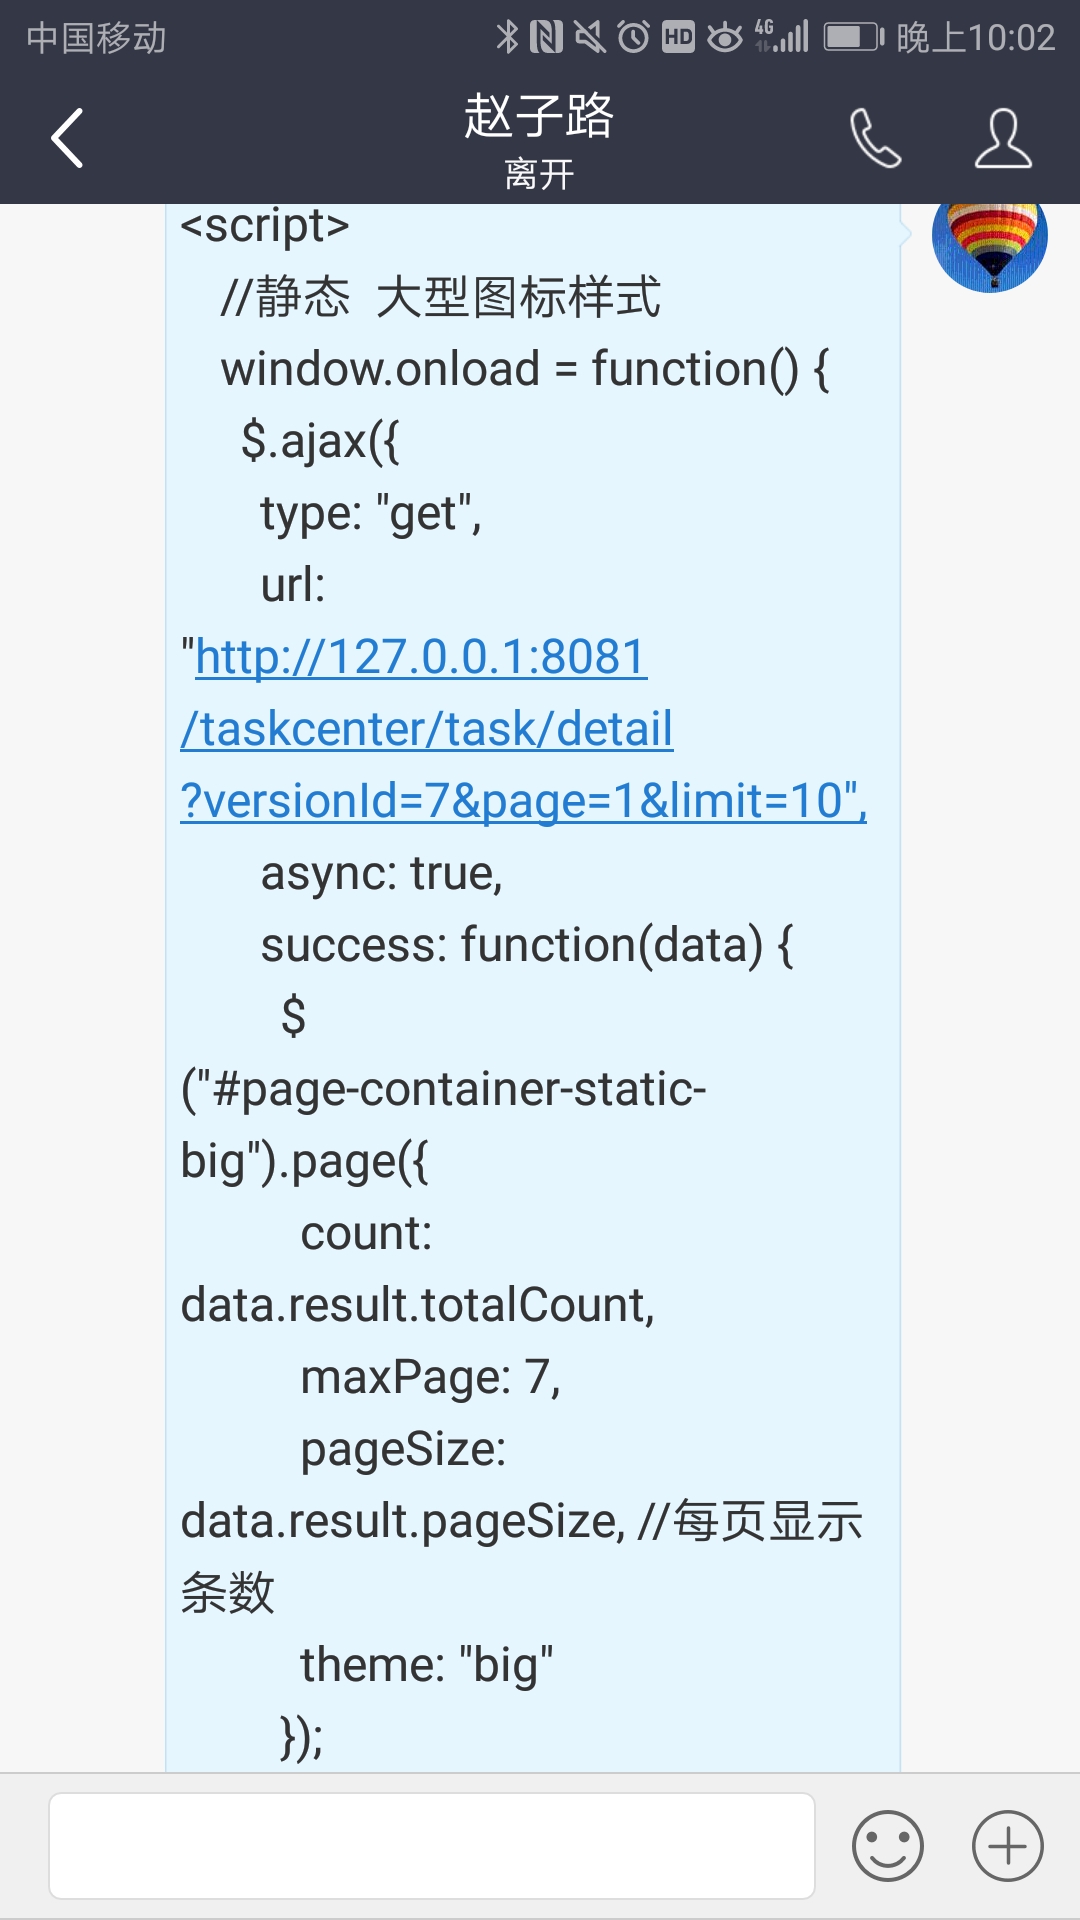 中国移动 HD 4G 晚上10:02
赵子路
离开
<script>
//静态  大型图标样式
window.onload = function() {
$.ajax({
type: "get",
url:
"http://127.0.0.1:8081
/taskcenter/task/detail
?versionId=7&page=1&limit=10",
async: true,
success: function(data) {
$
("#page-container-static-
big").page({
count:
data.result.totalCount,
maxPage: 7,
pageSize:
data.result.pageSize, //每页显示
条数
theme: "big"
});